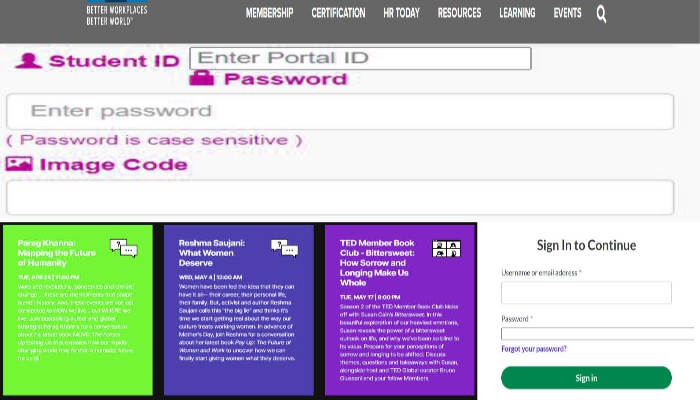 BETTER WORKPLACES
BETTER WORLD™
MEMBERSHIP CERTIFICATION HR TODAY RESOURCES LEARNING EVENTS
Student ID Enter Portal ID
Password
Enter password
( Password is case sensitive )
Image Code
Parag Khanna:
Mapping the Future
of Humanity
Reshma Saujani:
What Women
Deserve
WED, MAY 4 | 12:00 AM
Women have been fed the idea that they can
have it all— their career, their personal life,
their family. But, activist and author Reshma
Saujani calls this "the big lie" and thinks it's
time we start getting real about the way our
culture treats working women. In advance of
Mother's Day, join Reshma for a conversation
about her latest book Pay Up: The Future of
Women and Work to uncover how we can
finally start giving women what they deserve.
TED Member Book
Club - Bittersweet:
How Sorrow and
Longing Make Us
Whole
TUE, MAY 17 | 8:00 PM
Season 2 of the TED Member Book Club kicks
off with Susan Cain's Bittersweet. In this
beautiful exploration of our heaviest emotions,
Susan reveals the power of a bittersweet
outlook on life, and why we've been so blind to
its value. Prepare for your perceptions of
sorrow and longing to be shifted. Discuss
themes, questions and takeaways with Susan,
alongside host and TED Global curator Bruno
Giussani and your fellow Members.
Sign In to Continue
Username or email address *
Password *
Forgot your password?
Sign in